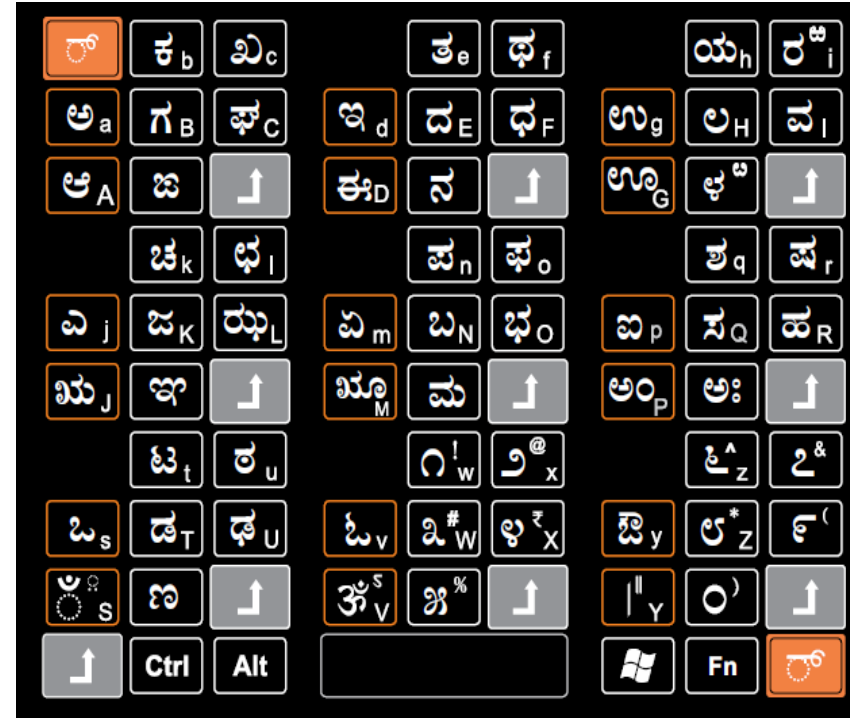 ್ ಕ b ಖ c ತ e ಥ f ಯ h ರ ಱ i
ಅ a ಗ B ಘ C ಇ d ದ E ಧ F ಉ g ಲ H ವ I
ಆ A ಙ ಈ D ನ ಊ G ಳ ೞ
ಚ k ಛ l ಪ n ಫ o ಶ q ಷ r
ಎ j ಜ K ಝ L ಏ m ಬ N ಭ O ಐ p ಸ Q ಹ R
ಋ J ಞ ೠ M ಮ ಅಂ P ಅಃ
ಟ t ಠ u ೧ ! w ೨ @ x ೬ ^ z ೭ &
ಒ s ಡ T ಢ U ಓ v ೩ # W ೪ ₹ X ಔ y ೮ * Z ೯ (
S ಣ ಓಂ ಽ V ೫ % । ॥ Y ೦ )
Ctrl Alt Fn ್